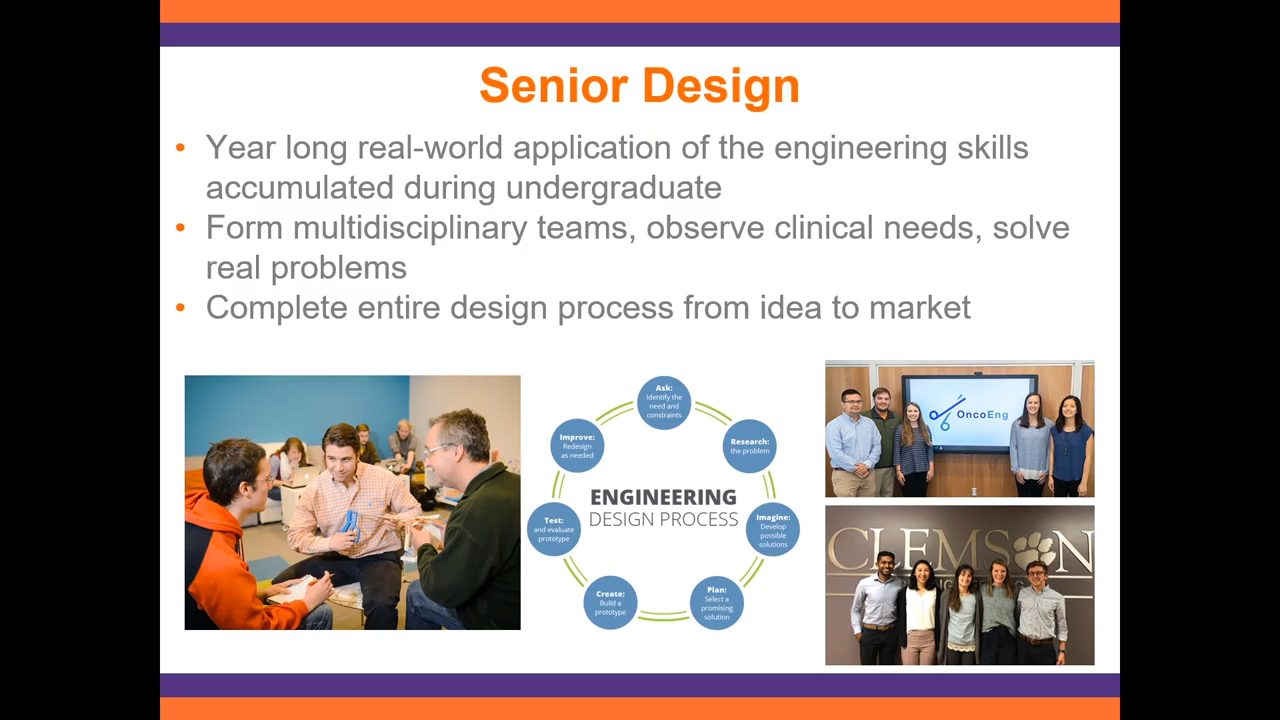 Senior Design
• Year long real-world application of the engineering skills
accumulated during undergraduate
• Form multidisciplinary teams, observe clinical needs, solve
real problems
• Complete entire design process from idea to market
ENGINEERING
DESIGN PROCESS
Ask:
Identify the
need and
constraints
Research:
the problem
Imagine:
Develop
possible
solutions
Plan:
Select a
promising
solution
Create:
Build a
prototype
Test:
and evaluate
prototype
Improve:
Redesign
as needed
OncoEng
CLEMSON